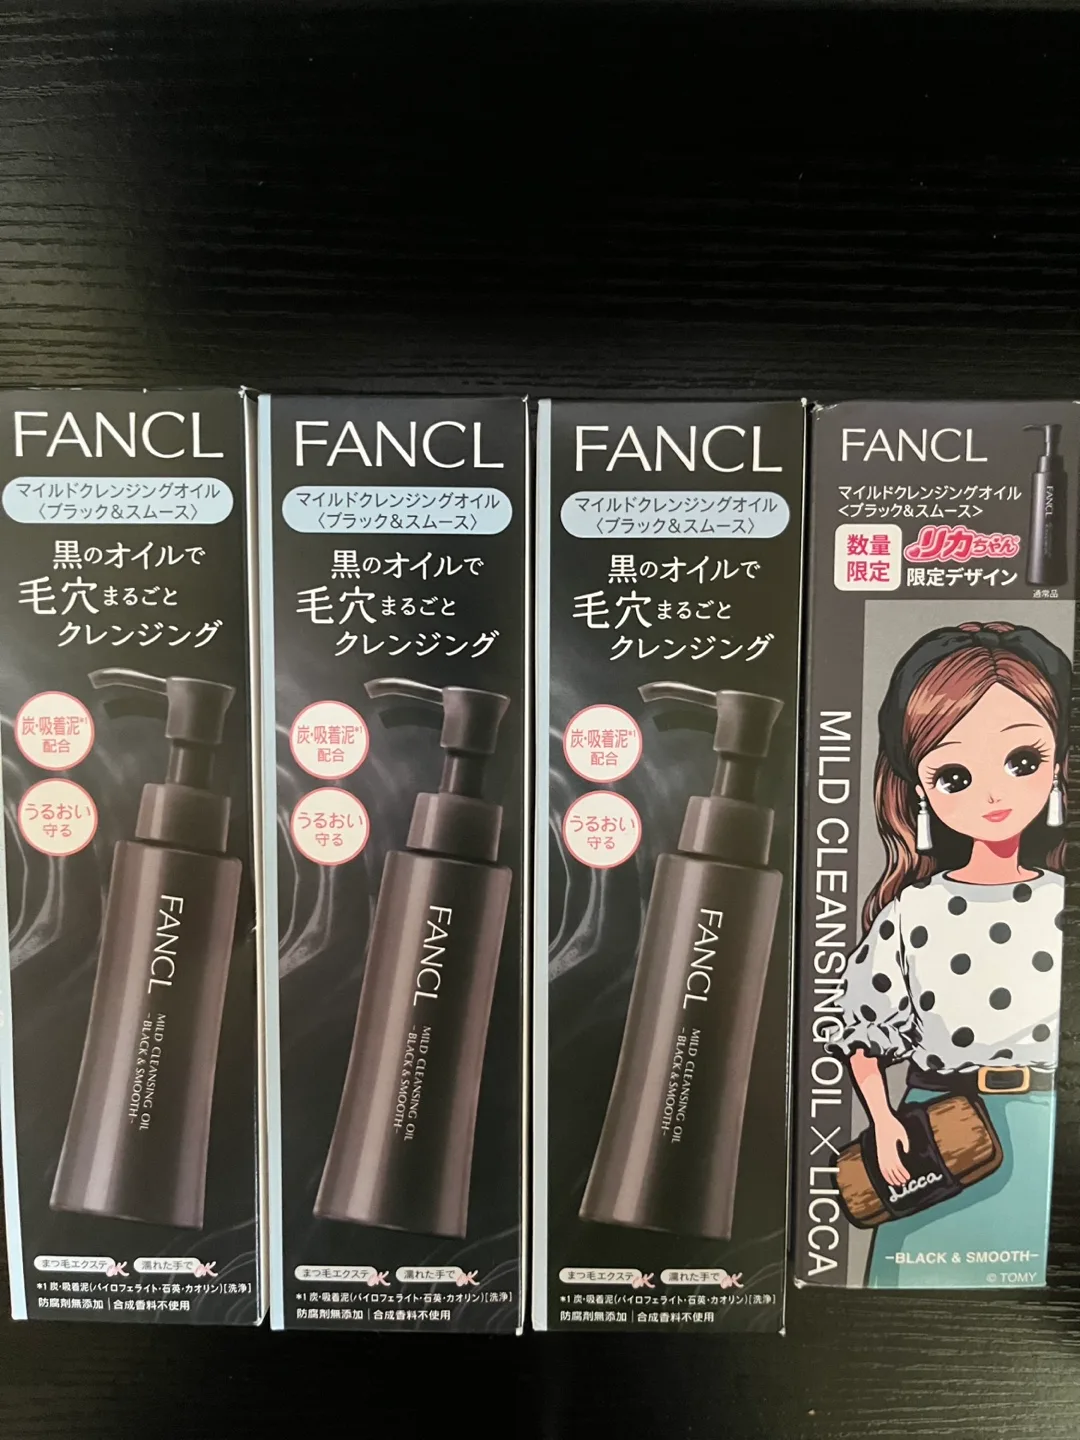 FANCL
マイルドクレンジングオイル
〈ブラック&スムース〉
黒のオイルで
毛穴まるごと
クレンジング
炭・吸着泥*1
配合
うるおい
守る
FANCL
MILD CLEANSING OIL
-BLACK & SMOOTH-
まつ毛エクステOK 濡れた手でOK
*1 炭・吸着泥(パイロフェライト・石英・カオリン)[洗浄]
防腐剤無添加|合成香料不使用
FANCL
マイルドクレンジングオイル
〈ブラック&スムース〉
黒のオイルで
毛穴まるごと
クレンジング
炭・吸着泥*1
配合
うるおい
守る
FANCL
MILD CLEANSING OIL
-BLACK & SMOOTH-
まつ毛エクステOK 濡れた手でOK
*1 炭・吸着泥(パイロフェライト・石英・カオリン)[洗浄]
防腐剤無添加|合成香料不使用
FANCL
マイルドクレンジングオイル
〈ブラック&スムース〉
黒のオイルで
毛穴まるごと
クレンジング
炭・吸着泥*1
配合
うるおい
守る
FANCL
MILD CLEANSING OIL
-BLACK & SMOOTH-
まつ毛エクステOK 濡れた手でOK
*1 炭・吸着泥(パイロフェライト・石英・カオリン)[洗浄]
防腐剤無添加|合成香料不使用
FANCL
マイルドクレンジングオイル
<ブラック&スムース>
数量
限定
リカちゃん
限定デザイン
FANCL
通常品
MILD CLEANSING OIL × LICCA
Licca
-BLACK & SMOOTH-
© TOMY